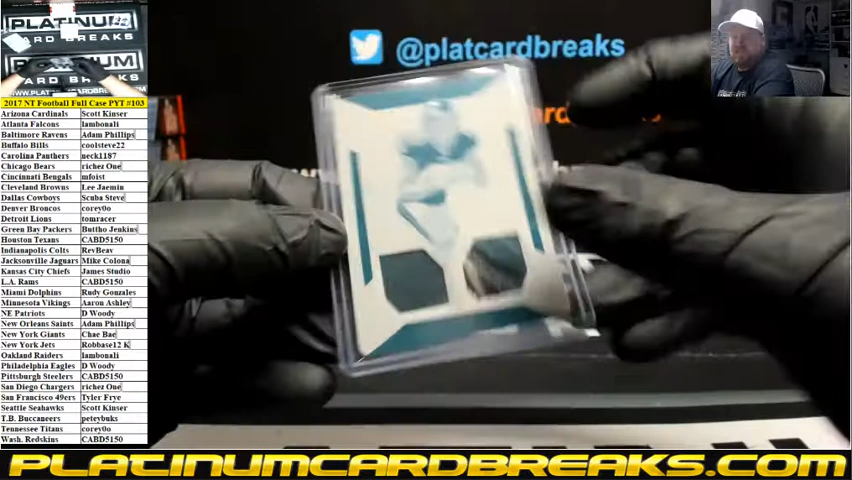 PLATINUM
CARD BREAKS
@platcardbreaks
2017 NT Football Full Case PYT #103
Arizona Cardinals Scott Kinser
Atlanta Falcons lambonali
Baltimore Ravens Adam Phillips
Buffalo Bills coolsteve22
Carolina Panthers neck1187
Chicago Bears richez One
Cincinnati Bengals mfoist
Cleveland Browns Lee Jaemin
Dallas Cowboys Scuba Steve
Denver Broncos corey0o
Detroit Lions tomracer
Green Bay Packers Buttho Jenkins
Houston Texans CABD5150
Indianapolis Colts RevBeav
Jacksonville Jaguars Mike Colona
Kansas City Chiefs James Studio
L.A. Rams CABD5150
Miami Dolphins Rudy Gonzales
Minnesota Vikings Aaron Ashley
NE Patriots D Woody
New Orleans Saints Adam Phillips
New York Giants Chae Bae
New York Jets Robbase12 K
Oakland Raiders lambonali
Philadelphia Eagles D Woody
Pittsburgh Steelers CABD5150
San Diego Chargers richez One
San Francisco 49ers Tyler Frye
Seattle Seahawks Scott Kinser
T.B. Buccaneers peteybuks
Tennessee Titans corey0o
Wash. Redskins CABD5150
PLATINUMCARDBREAKS.COM